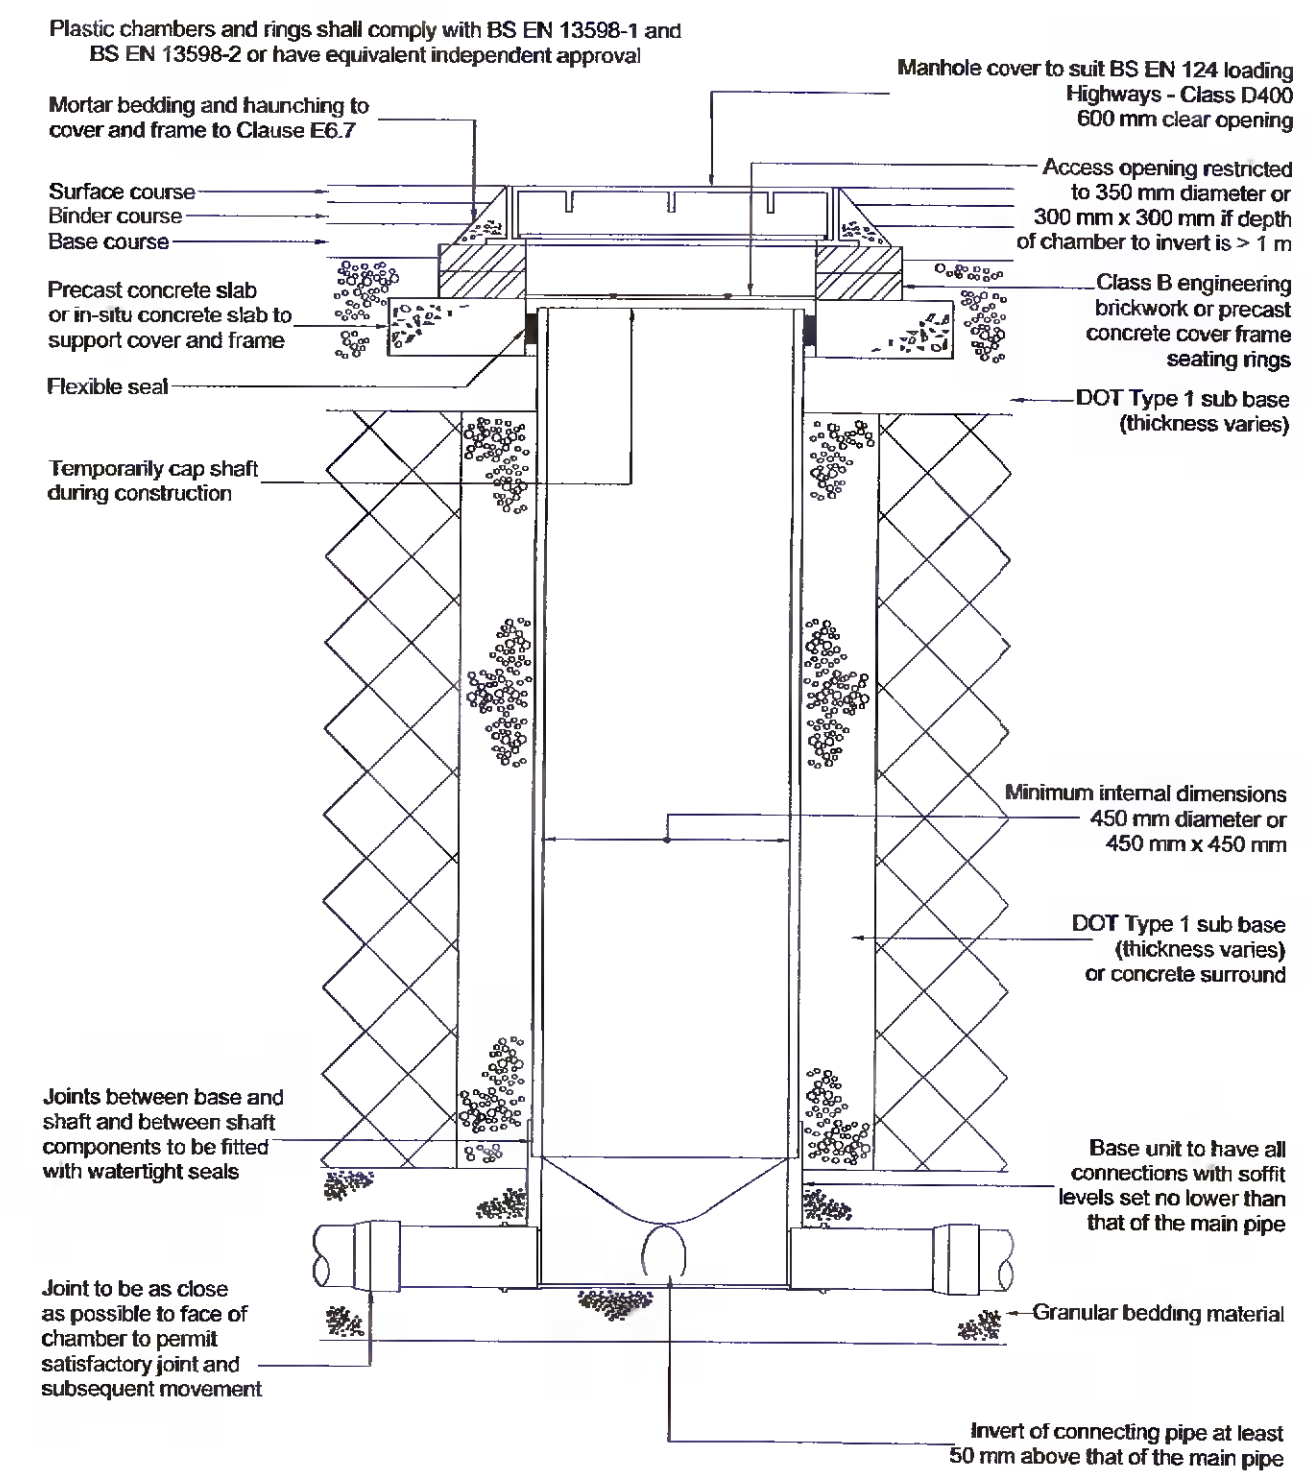 Plastic chambers and rings shall comply with BS EN 13598-1 and
BS EN 13598-2 or have equivalent independent approval
Manhole cover to suit BS EN 124 loading
Highways - Class D400
600 mm clear opening
Mortar bedding and haunching to
cover and frame to Clause E6.7
Access opening restricted
to 350 mm diameter or
300 mm x 300 mm if depth
of chamber to invert is > 1 m
Surface course
Binder course
Base course
Class B engineering
brickwork or precast
concrete cover frame
seating rings
Precast concrete slab
or in-situ concrete slab to
support cover and frame
Flexible seal
DOT Type 1 sub base
(thickness varies)
Temporarily cap shaft
during construction
Minimum internal dimensions
450 mm diameter or
450 mm x 450 mm
DOT Type 1 sub base
(thickness varies)
or concrete surround
Joints between base and
shaft and between shaft
components to be fitted
with watertight seals
Base unit to have all
connections with soffit
levels set no lower than
that of the main pipe
Joint to be as close
as possible to face of
chamber to permit
satisfactory joint and
subsequent movement
Granular bedding material
Invert of connecting pipe at least
50 mm above that of the main pipe